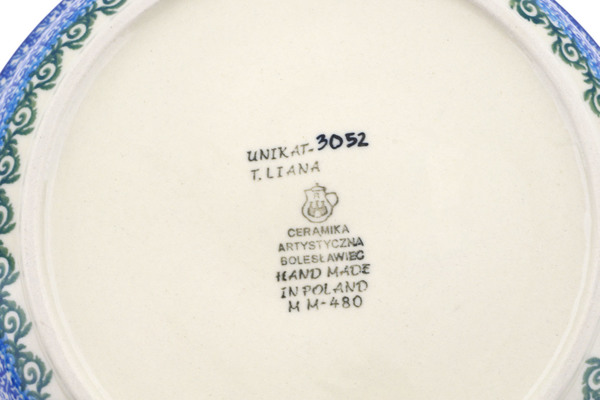 UNIKAT-3052
T. LIANA
CERAMIKA
ARTYSTYCZNA
BOLESŁAWIEC
HAND MADE
IN POLAND
M M-480